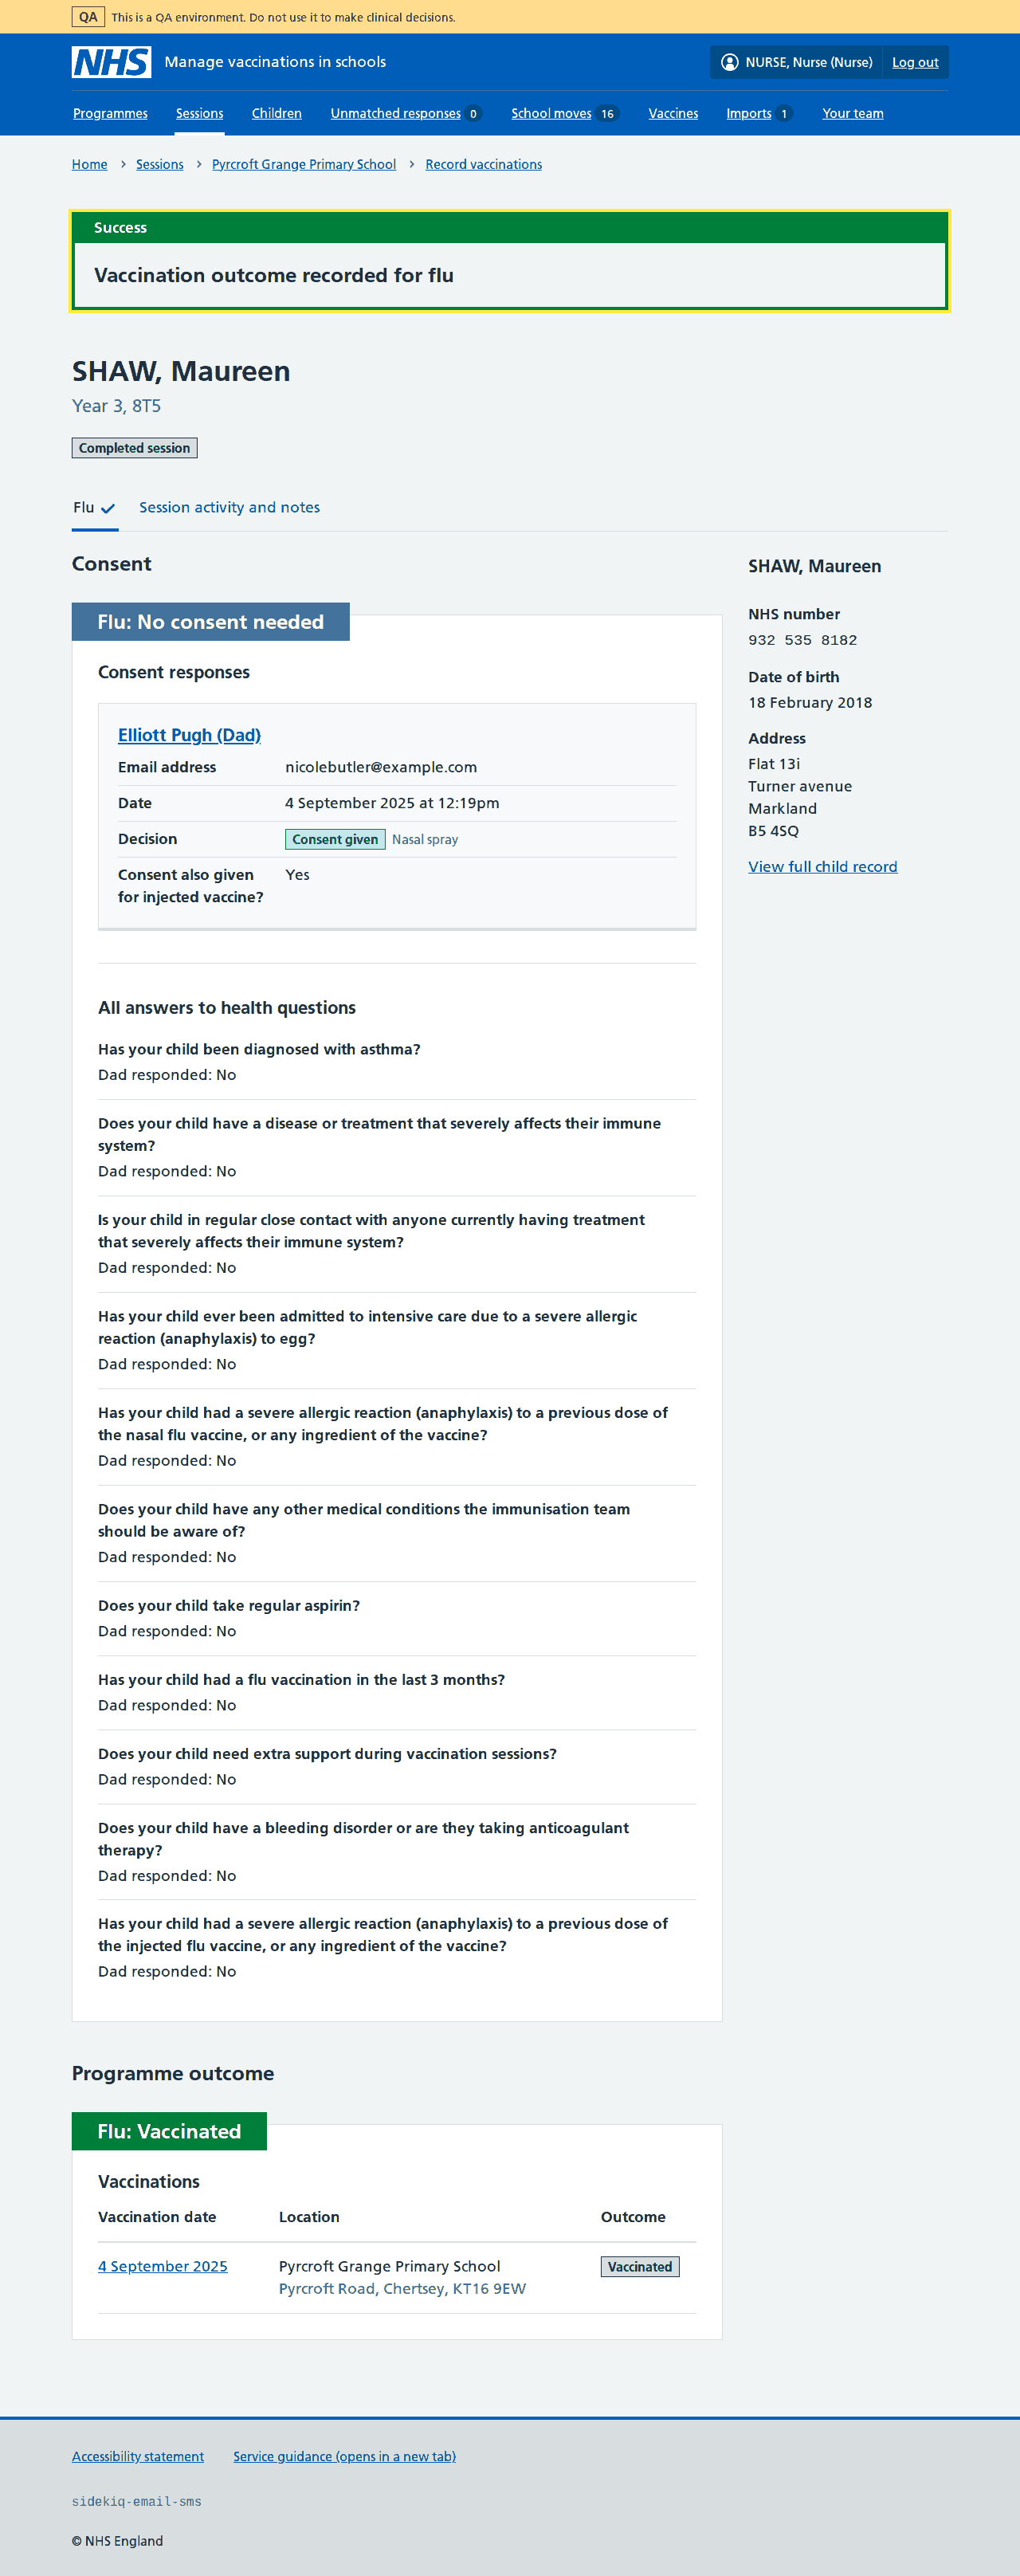 QA This is a QA environment. Do not use it to make clinical decisions.
NHS Manage vaccinations in schools NURSE, Nurse (Nurse) Log out
Programmes Sessions Children Unmatched responses 0 School moves 16 Vaccines Imports 1 Your team
Home Sessions Pyrcroft Grange Primary School Record vaccinations
Success
Vaccination outcome recorded for flu
SHAW, Maureen
Year 3, 8T5
Completed session
Flu Session activity and notes
Consent
Flu: No consent needed
Consent responses
Elliott Pugh (Dad)
Email address nicolebutler@example.com
Date 4 September 2025 at 12:19pm
Decision Consent given Nasal spray
Consent also given Yes
for injected vaccine?
All answers to health questions
Has your child been diagnosed with asthma?
Dad responded: No
Does your child have a disease or treatment that severely affects their immune
system?
Dad responded: No
Is your child in regular close contact with anyone currently having treatment
that severely affects their immune system?
Dad responded: No
Has your child ever been admitted to intensive care due to a severe allergic
reaction (anaphylaxis) to egg?
Dad responded: No
Has your child had a severe allergic reaction (anaphylaxis) to a previous dose of
the nasal flu vaccine, or any ingredient of the vaccine?
Dad responded: No
Does your child have any other medical conditions the immunisation team
should be aware of?
Dad responded: No
Does your child take regular aspirin?
Dad responded: No
Has your child had a flu vaccination in the last 3 months?
Dad responded: No
Does your child need extra support during vaccination sessions?
Dad responded: No
Does your child have a bleeding disorder or are they taking anticoagulant
therapy?
Dad responded: No
Has your child had a severe allergic reaction (anaphylaxis) to a previous dose of
the injected flu vaccine, or any ingredient of the vaccine?
Dad responded: No
SHAW, Maureen
NHS number
932 535 8182
Date of birth
18 February 2018
Address
Flat 13i
Turner avenue
Markland
B5 4SQ
View full child record
Programme outcome
Flu: Vaccinated
Vaccinations
Vaccination date Location Outcome
4 September 2025 Pyrcroft Grange Primary School Vaccinated
Pyrcroft Road, Chertsey, KT16 9EW
Accessibility statement Service guidance (opens in a new tab)
sidekiq-email-sms
© NHS England